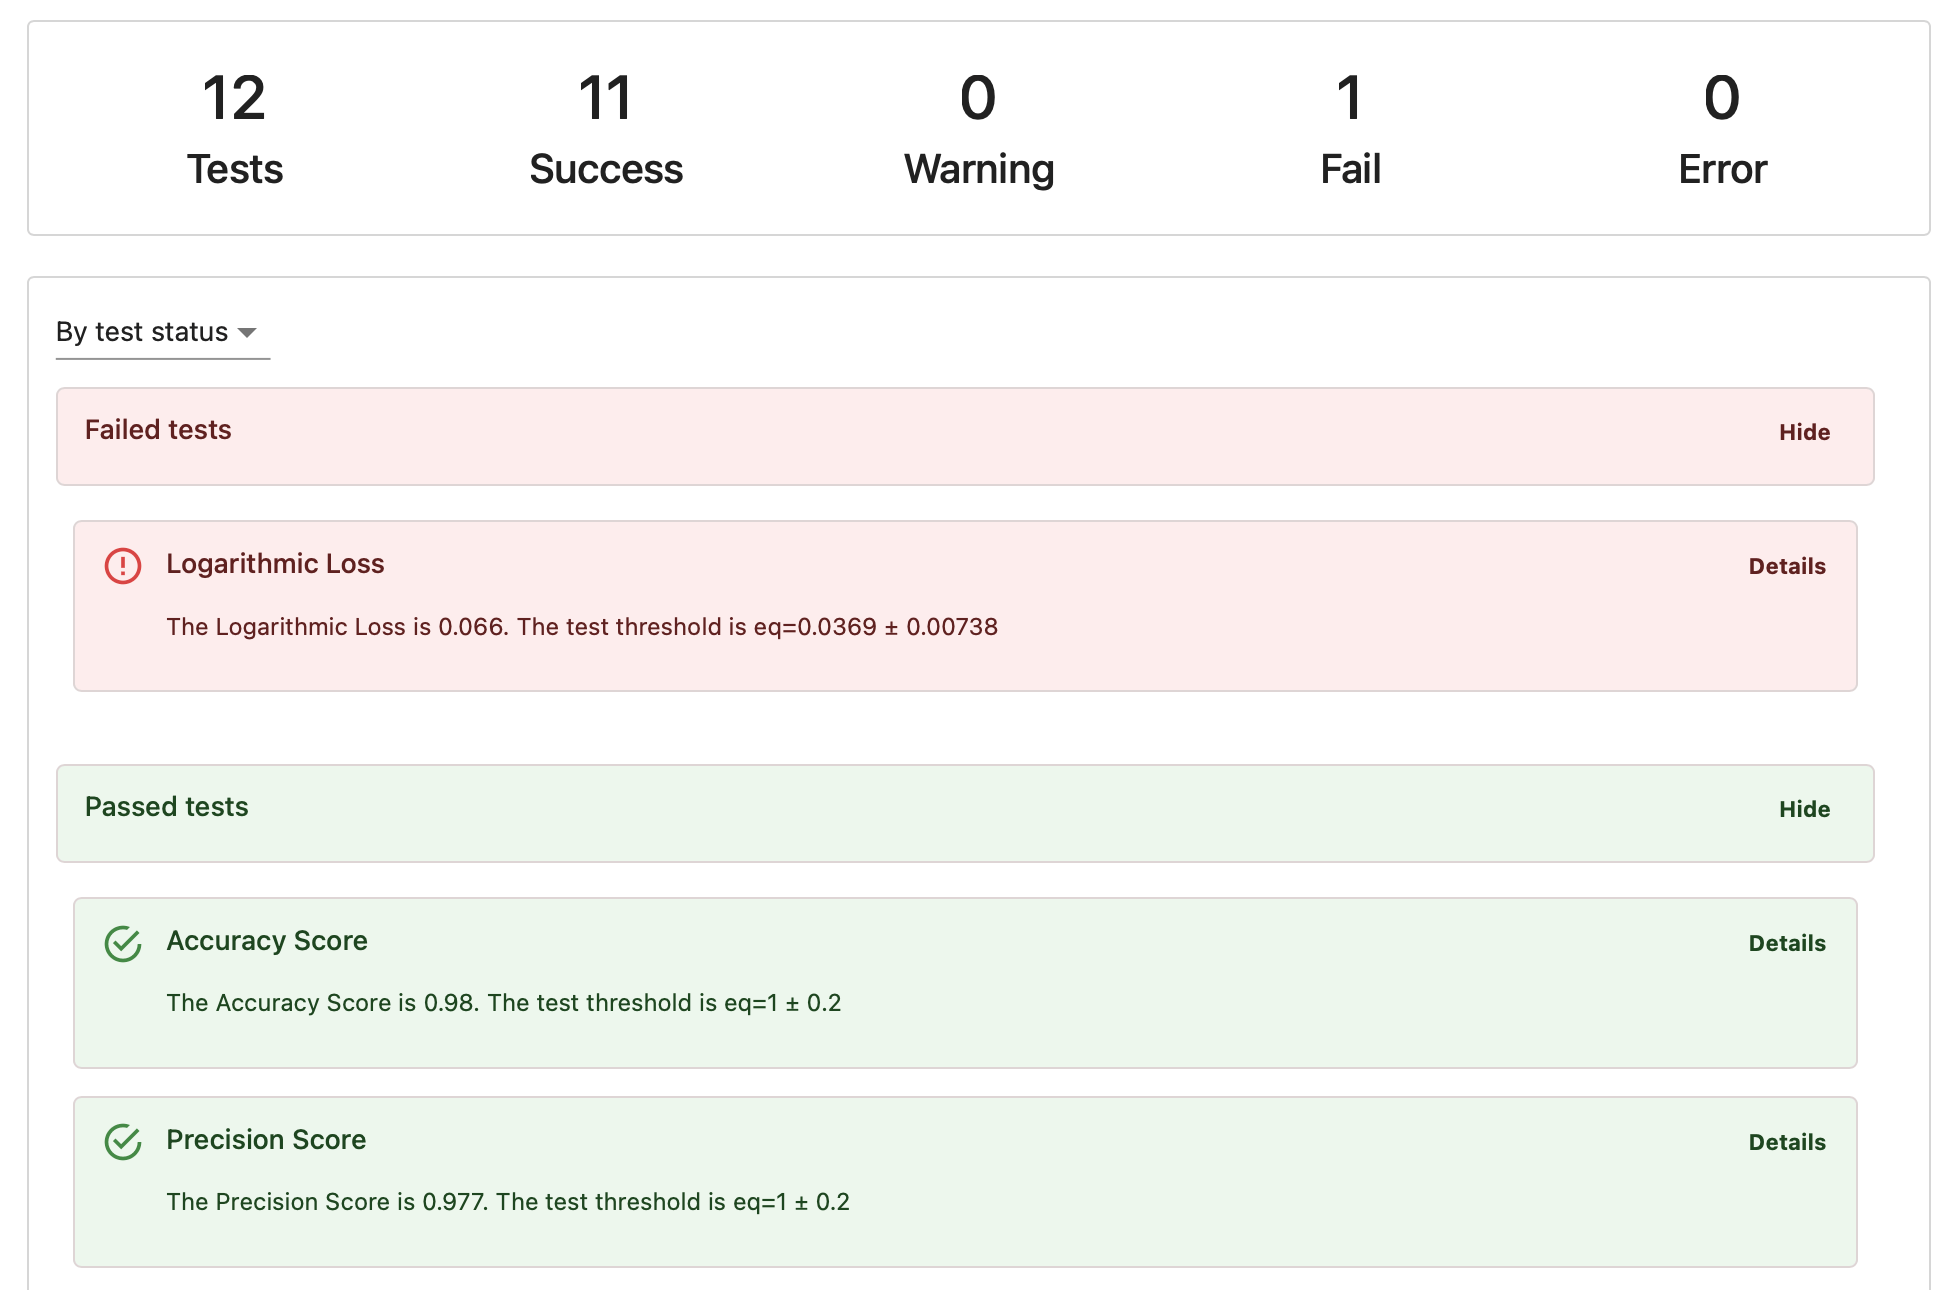 12
Tests
11
Success
0
Warning
1
Fail
0
Error
By test status
Failed tests
Hide
Logarithmic Loss
Details
The Logarithmic Loss is 0.066. The test threshold is eq=0.0369 ± 0.00738
Passed tests
Hide
Accuracy Score
Details
The Accuracy Score is 0.98. The test threshold is eq=1 ± 0.2
Precision Score
Details
The Precision Score is 0.977. The test threshold is eq=1 ± 0.2